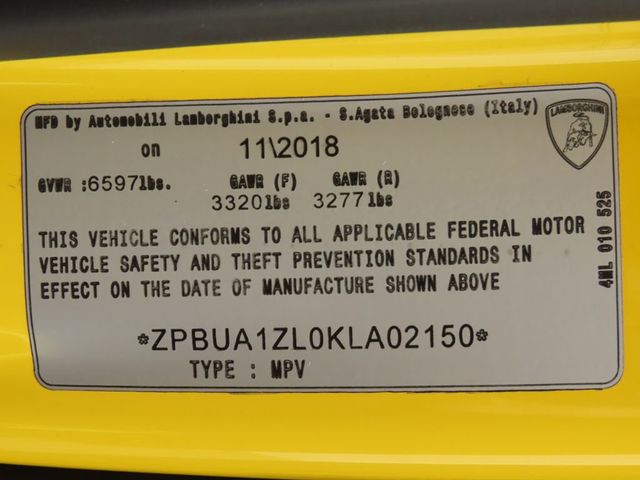 MFD by Automobili Lamborghini S.p.a. - S.Agata Bolognese (Italy)
LAMBORGHINI
on 11\2018
GVWR :6597lbs. GAWR (F) GAWR (R)
3320lbs 3277lbs
THIS VEHICLE CONFORMS TO ALL APPLICABLE FEDERAL MOTOR
VEHICLE SAFETY AND THEFT PREVENTION STANDARDS IN
EFFECT ON THE DATE OF MANUFACTURE SHOWN ABOVE
*ZPBUA1ZL0KLA02150*
TYPE : MPV
4ML 010 525